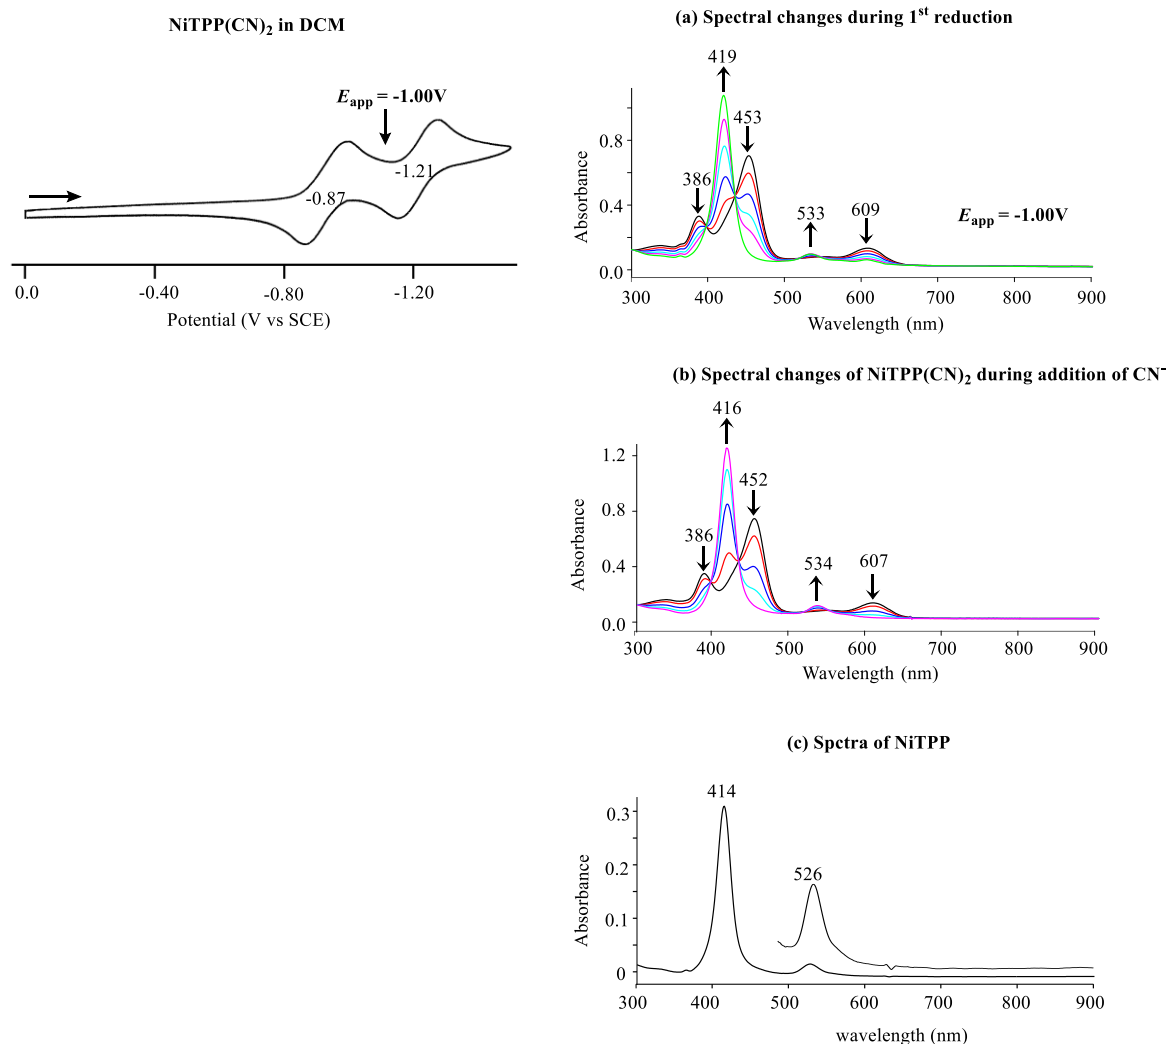 NiTPP(CN)2 in DCM
Eapp = -1.00V
-1.21
-0.87
0.0 -0.40 -0.80 -1.20
Potential (V vs SCE)
(a) Spectral changes during 1st reduction
419
453
386
533
609
Eapp = -1.00V
0.8
0.4
0.0
Absorbance
300 400 500 600 700 800 900
Wavelength (nm)
(b) Spectral changes of NiTPP(CN)2 during addition of CN-
416
452
386
534
607
1.2
0.8
0.4
0.0
Absorbance
300 400 500 600 700 800 900
Wavelength (nm)
(c) Spctra of NiTPP
414
526
0.3
0.2
0.1
0
Absorbance
300 400 500 600 700 800 900
wavelength (nm)